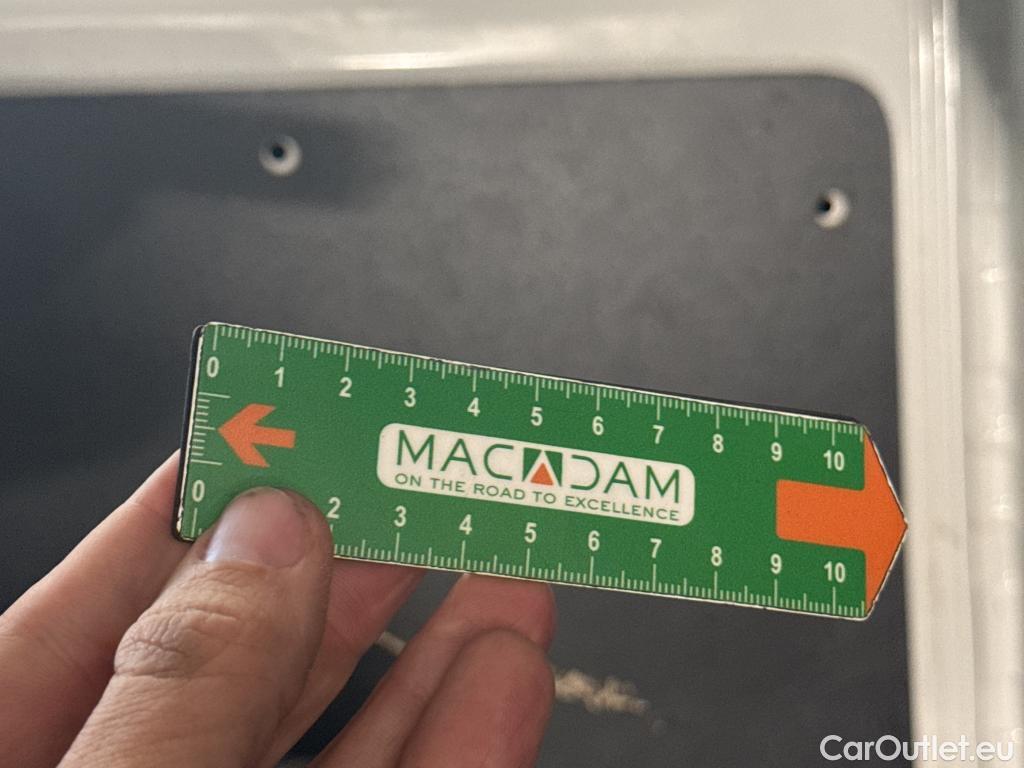 0 1 2 3 4 5 6 7 8 9 10
MACADAM
ON THE ROAD TO EXCELLENCE
0 2 3 4 5 6 7 8 9 10
CarOutlet.eu